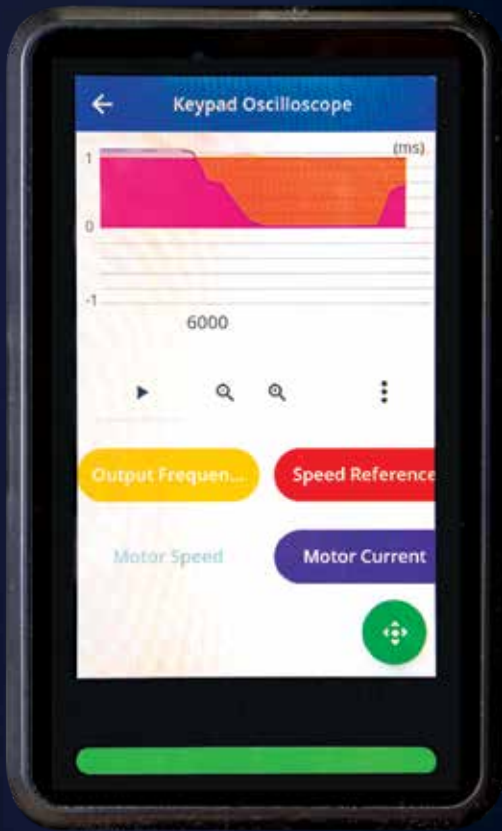 Keypad Oscilloscope
(ms)
1
0
-1
6000
Output Frequen...
Speed Reference
Motor Speed
Motor Current